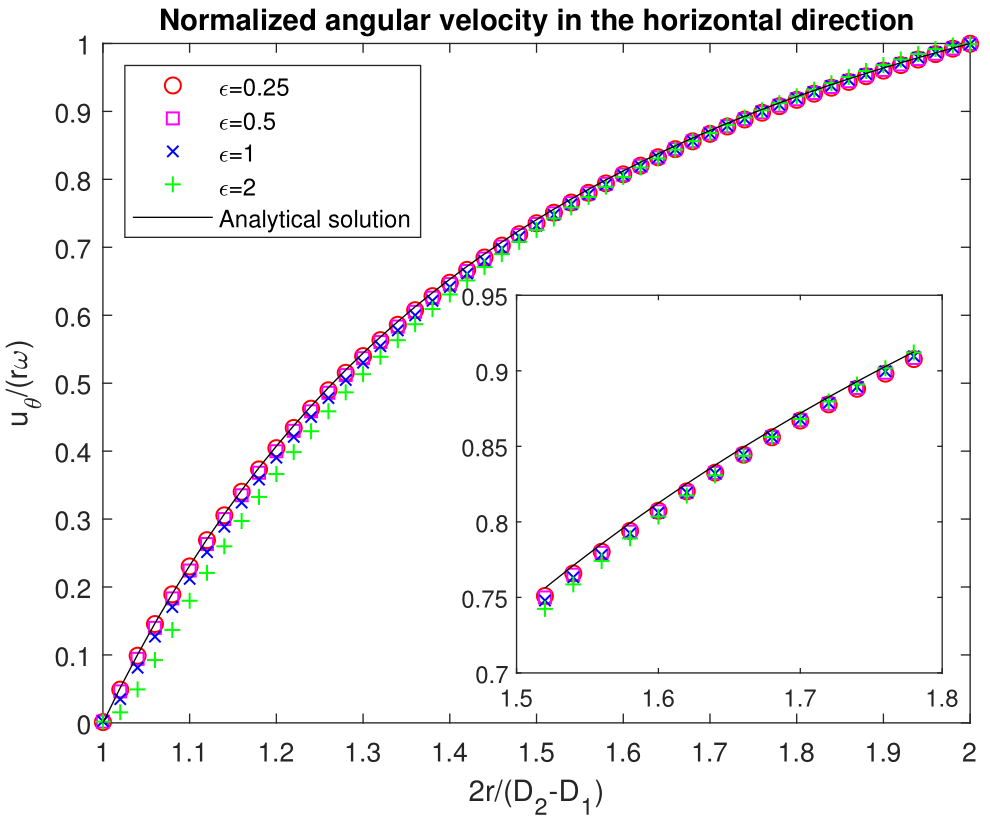 Normalized angular velocity in the horizontal direction
ϵ=0.25
ϵ=0.5
ϵ=1
ϵ=2
Analytical solution
u_θ/(rω)
1
0.9
0.8
0.7
0.6
0.5
0.4
0.3
0.2
0.1
0
0.95
0.9
0.85
0.8
0.75
0.7
1.5 1.6 1.7 1.8
1 1.1 1.2 1.3 1.4 1.5 1.6 1.7 1.8 1.9 2
2r/(D₂-D₁)